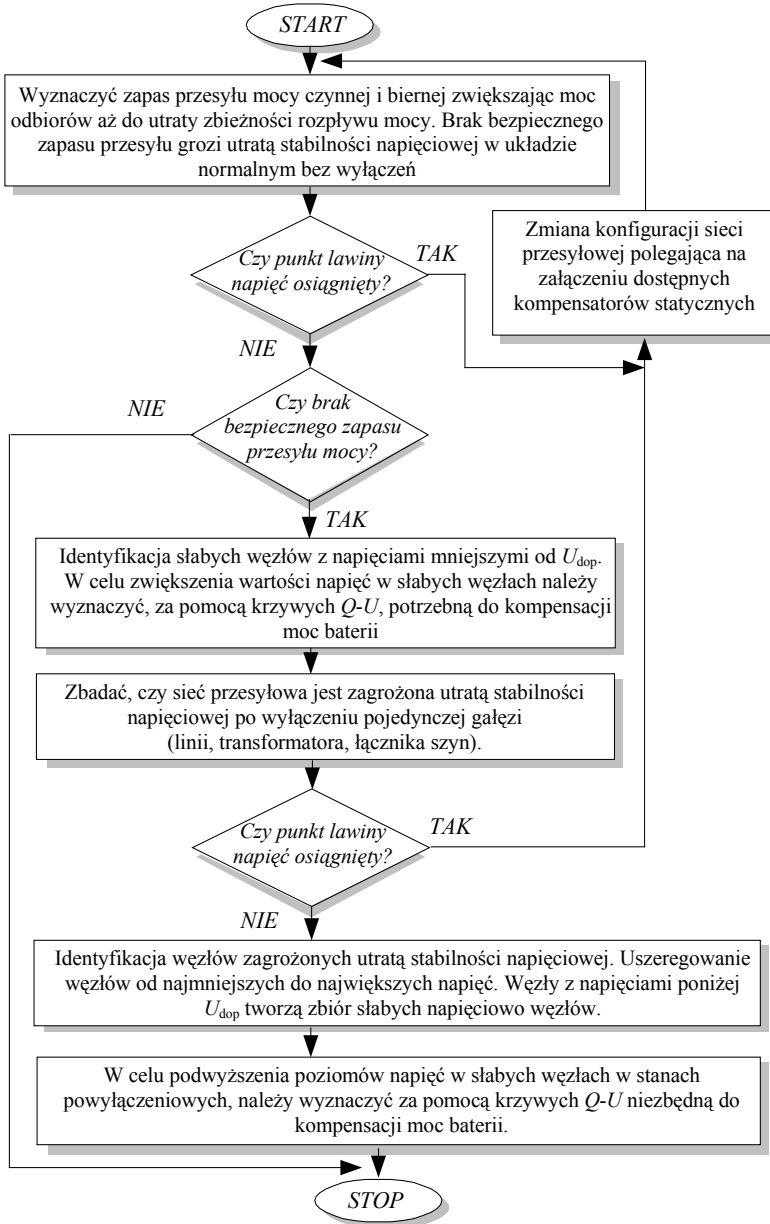 START
Wyznaczyć zapas przesyłu mocy czynnej i biernej zwiększając moc
odbiorów aż do utraty zbieżności rozpływu mocy. Brak bezpiecznego
zapasu przesyłu grozi utratą stabilności napięciowej w układzie
normalnym bez wyłączeń
Zmiana konfiguracji sieci
przesyłowej polegająca na
załączeniu dostępnych
kompensatorów statycznych
Czy punkt lawiny
napięć osiągnięty?
TAK
NIE
Czy brak
bezpiecznego zapasu
przesyłu mocy?
NIE
TAK
Identyfikacja słabych węzłów z napięciami mniejszymi od Udop.
W celu zwiększenia wartości napięć w słabych węzłach należy
wyznaczyć, za pomocą krzywych Q-U, potrzebną do kompensacji
moc baterii
Zbadać, czy sieć przesyłowa jest zagrożona utratą stabilności
napięciowej po wyłączeniu pojedynczej gałęzi
(linii, transformatora, łącznika szyn).
Czy punkt lawiny
napięć osiągnięty?
TAK
NIE
Identyfikacja węzłów zagrożonych utratą stabilności napięciowej. Uszeregowanie
węzłów od najmniejszych do największych napięć. Węzły z napięciami poniżej
Udop tworzą zbiór słabych napięciowo węzłów.
W celu podwyższenia poziomów napięć w słabych węzłach w stanach
powyłączeniowych, należy wyznaczyć za pomocą krzywych Q-U niezbędną do
kompensacji moc baterii.
STOP